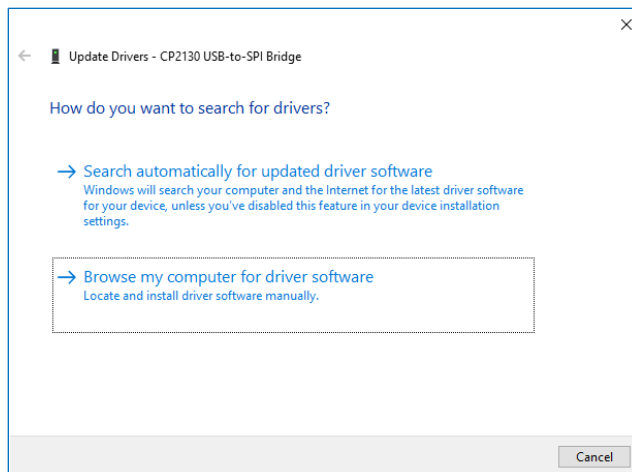 Update Drivers - CP2130 USB-to-SPI Bridge
How do you want to search for drivers?
Search automatically for updated driver software
Windows will search your computer and the Internet for the latest driver software
for your device, unless you've disabled this feature in your device installation
settings.
Browse my computer for driver software
Locate and install driver software manually.
Cancel